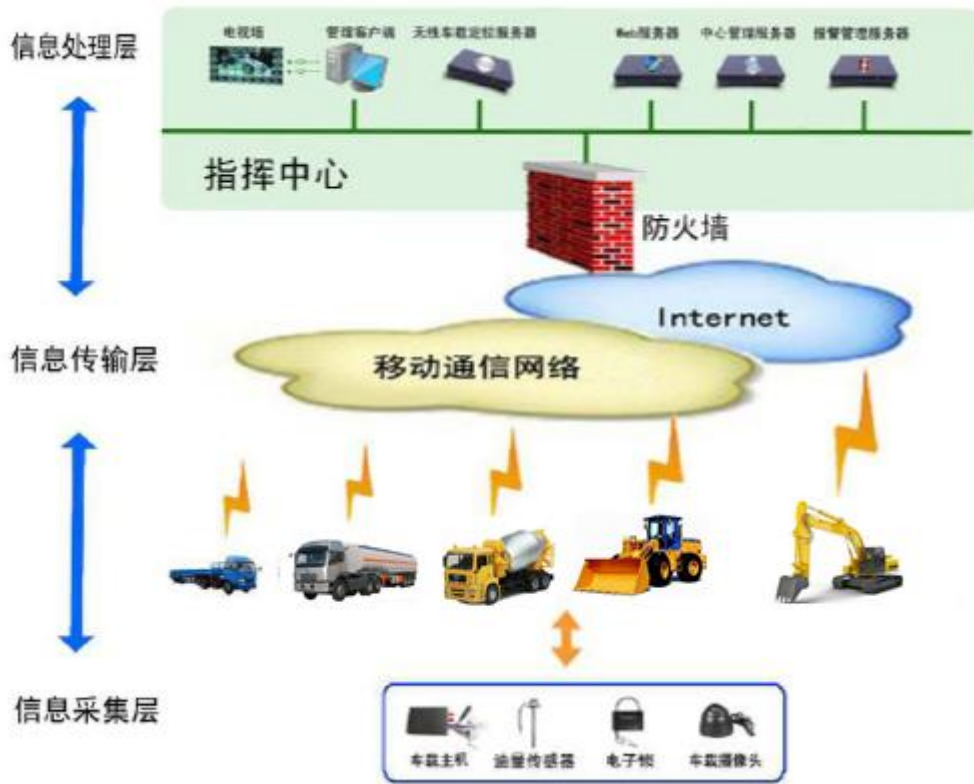 信息处理层
电视墙
管理客户端
无线车载定位服务器
Web服务器
中心管理服务器
报警管理服务器
指挥中心
防火墙
Internet
信息传输层
移动通信网络
信息采集层
车载主机
油量传感器
电子锁
车载摄像头